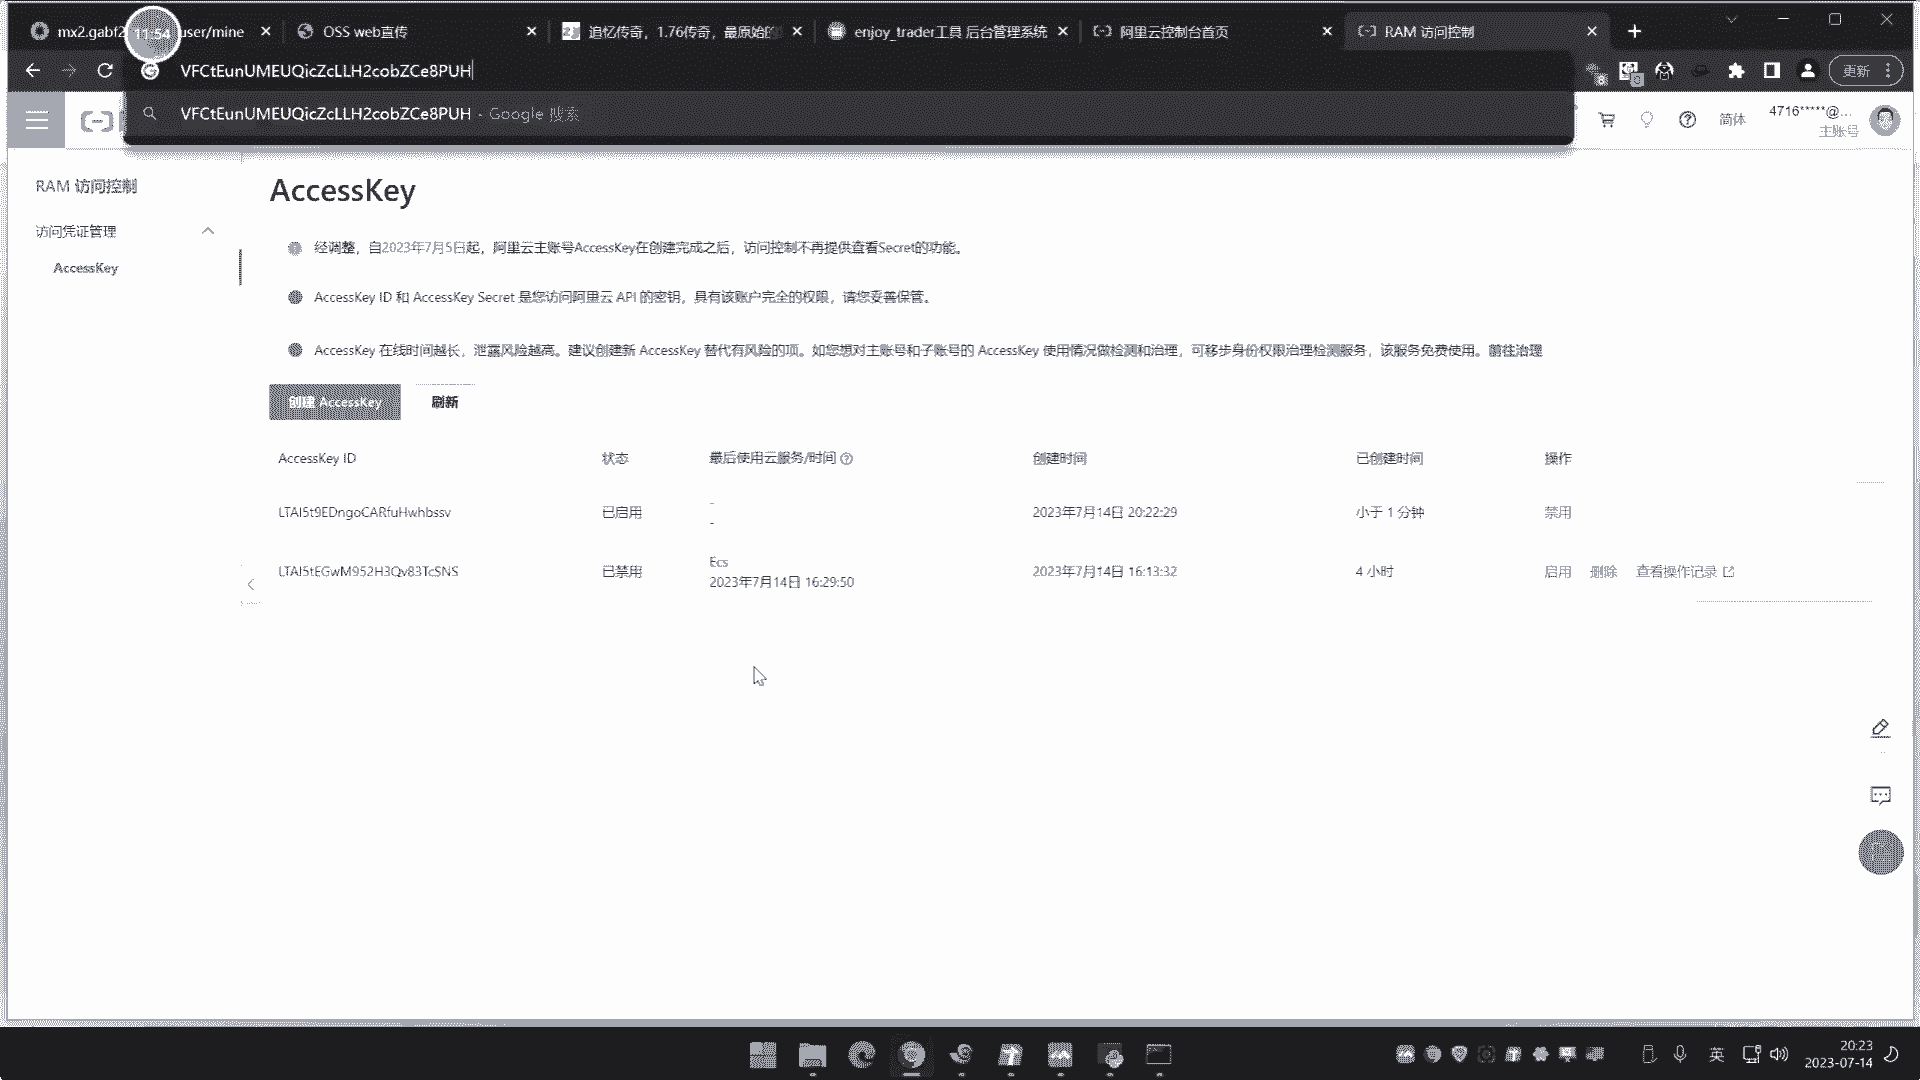 mx2.gabf2
11:54
user/mine
OSS web直传
追忆传奇，1.76传奇，最原始的
enjoy_trader工具 后台管理系统
阿里云控制台首页
RAM 访问控制
VFCtEunUMEUQicZcLLH2cobZCe8PUH
更新
VFCtEunUMEUQicZcLLH2cobZCe8PUH - Google 搜索
简体
4716*****@...
主账号
RAM 访问控制
访问凭证管理
AccessKey
AccessKey
经调整，自2023年7月5日起，阿里云主账号AccessKey在创建完成之后，访问控制不再提供查看Secret的功能。
AccessKey ID 和 AccessKey Secret 是您访问阿里云 API 的密钥，具有该账户完全的权限，请您妥善保管。
AccessKey 在线时间越长，泄露风险越高。建议创建新 AccessKey 替代有风险的项。如您想对主账号和子账号的 AccessKey 使用情况做检测和治理，可移步身份权限治理检测服务，该服务免费使用。前往治理
创建 AccessKey
刷新
AccessKey ID 状态 最后使用云服务/时间 创建时间 已创建时间 操作
LTAI5t9EDngoCARfuHwhbssv 已启用 - 2023年7月14日 20:22:29 小于 1 分钟 禁用
-
LTAI5tEGwM952H3Qv83TcSNS 已禁用 Ecs 2023年7月14日 16:13:32 4 小时 启用 删除 查看操作记录
2023年7月14日 16:29:50
英
20:23
2023-07-14